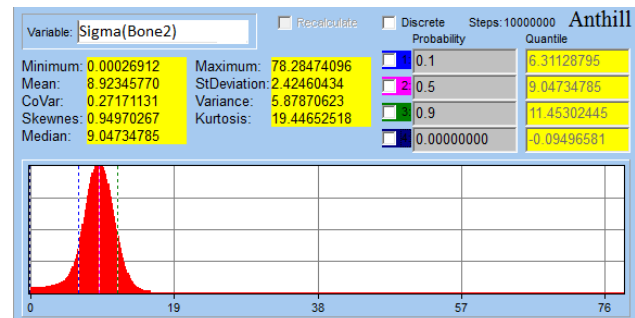 Variable: Sigma(Bone2) Recalculate Discrete Steps:10000000 Anthill
Probability Quantile
Minimum: 0.00026912 Maximum: 78.28474096 1 0.1 6.31128795
Mean: 8.92345770 StDeviation: 2.42460434 2 0.5 9.04734785
CoVar: 0.27171131 Variance: 5.87870623 3 0.9 11.45302445
Skewnes: 0.94970267 Kurtosis: 19.44652518 0.00000000 -0.09496581
Median: 9.04734785
0 19 38 57 76